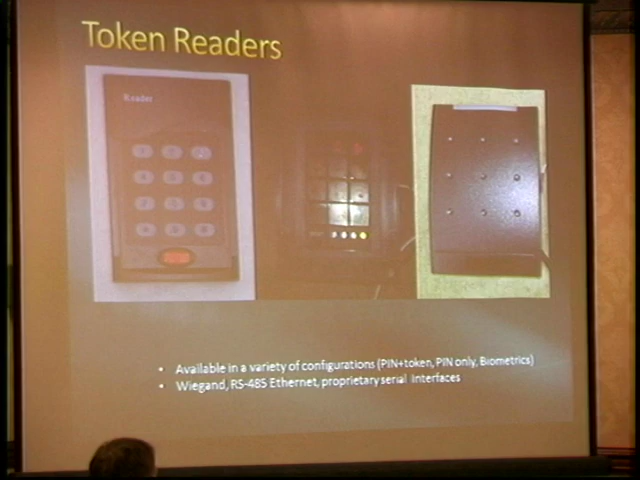 Token Readers
Reader
• Available in a variety of configurations (PIN+token, PIN only, Biometrics)
• Wiegand, RS-485 Ethernet, proprietary serial interfaces